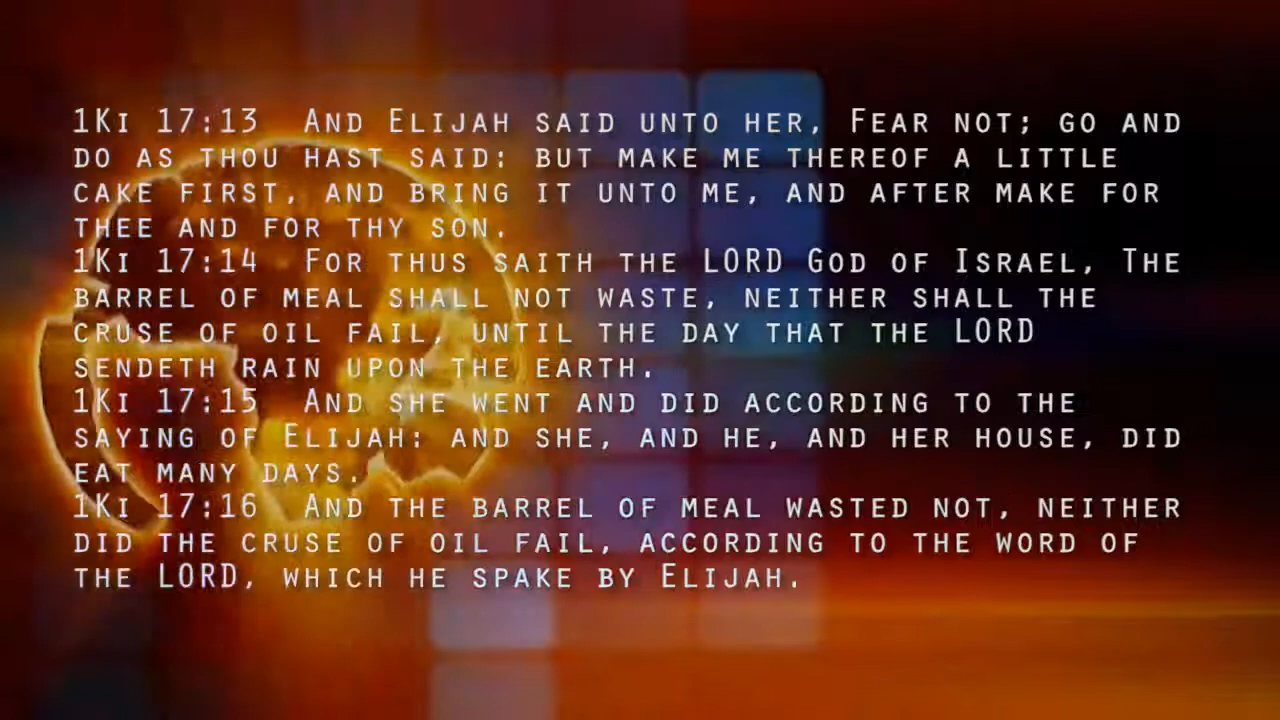 1Ki 17:13  And Elijah said unto her, Fear not; go and
do as thou hast said: but make me thereof a little
cake first, and bring it unto me, and after make for
thee and for thy son.
1Ki 17:14  For thus saith the LORD God of Israel, The
barrel of meal shall not waste, neither shall the
cruse of oil fail, until the day that the LORD
sendeth rain upon the earth.
1Ki 17:15  And she went and did according to the
saying of Elijah: and she, and he, and her house, did
eat many days.
1Ki 17:16  And the barrel of meal wasted not, neither
did the cruse of oil fail, according to the word of
the LORD, which he spake by Elijah.